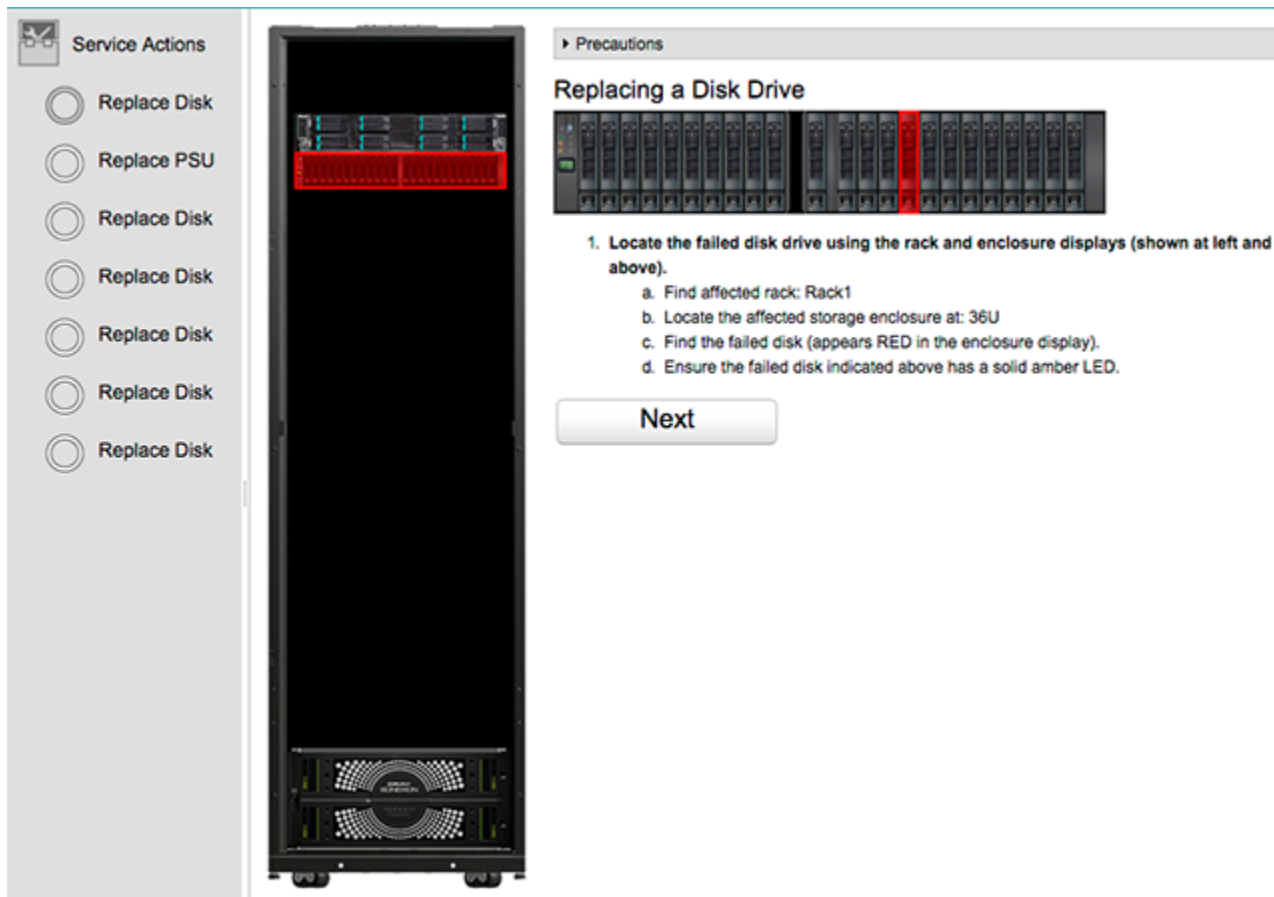 Service Actions
Replace Disk
Replace PSU
Replace Disk
Replace Disk
Replace Disk
Replace Disk
Replace Disk
Precautions
Replacing a Disk Drive
1. Locate the failed disk drive using the rack and enclosure displays (shown at left and
above).
a. Find affected rack: Rack1
b. Locate the affected storage enclosure at: 36U
c. Find the failed disk (appears RED in the enclosure display).
d. Ensure the failed disk indicated above has a solid amber LED.
Next